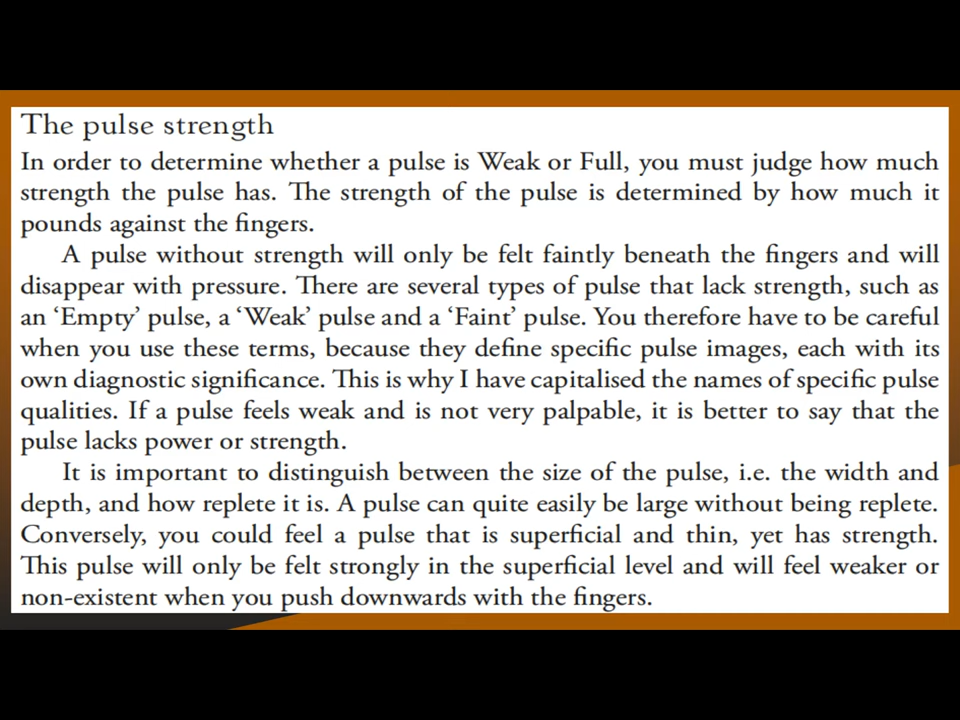 The pulse strength
In order to determine whether a pulse is Weak or Full, you must judge how much
strength the pulse has. The strength of the pulse is determined by how much it
pounds against the fingers.
A pulse without strength will only be felt faintly beneath the fingers and will
disappear with pressure. There are several types of pulse that lack strength, such as
an ‘Empty’ pulse, a ‘Weak’ pulse and a ‘Faint’ pulse. You therefore have to be careful
when you use these terms, because they define specific pulse images, each with its
own diagnostic significance. This is why I have capitalised the names of specific pulse
qualities. If a pulse feels weak and is not very palpable, it is better to say that the
pulse lacks power or strength.
It is important to distinguish between the size of the pulse, i.e. the width and
depth, and how replete it is. A pulse can quite easily be large without being replete.
Conversely, you could feel a pulse that is superficial and thin, yet has strength.
This pulse will only be felt strongly in the superficial level and will feel weaker or
non-existent when you push downwards with the fingers.